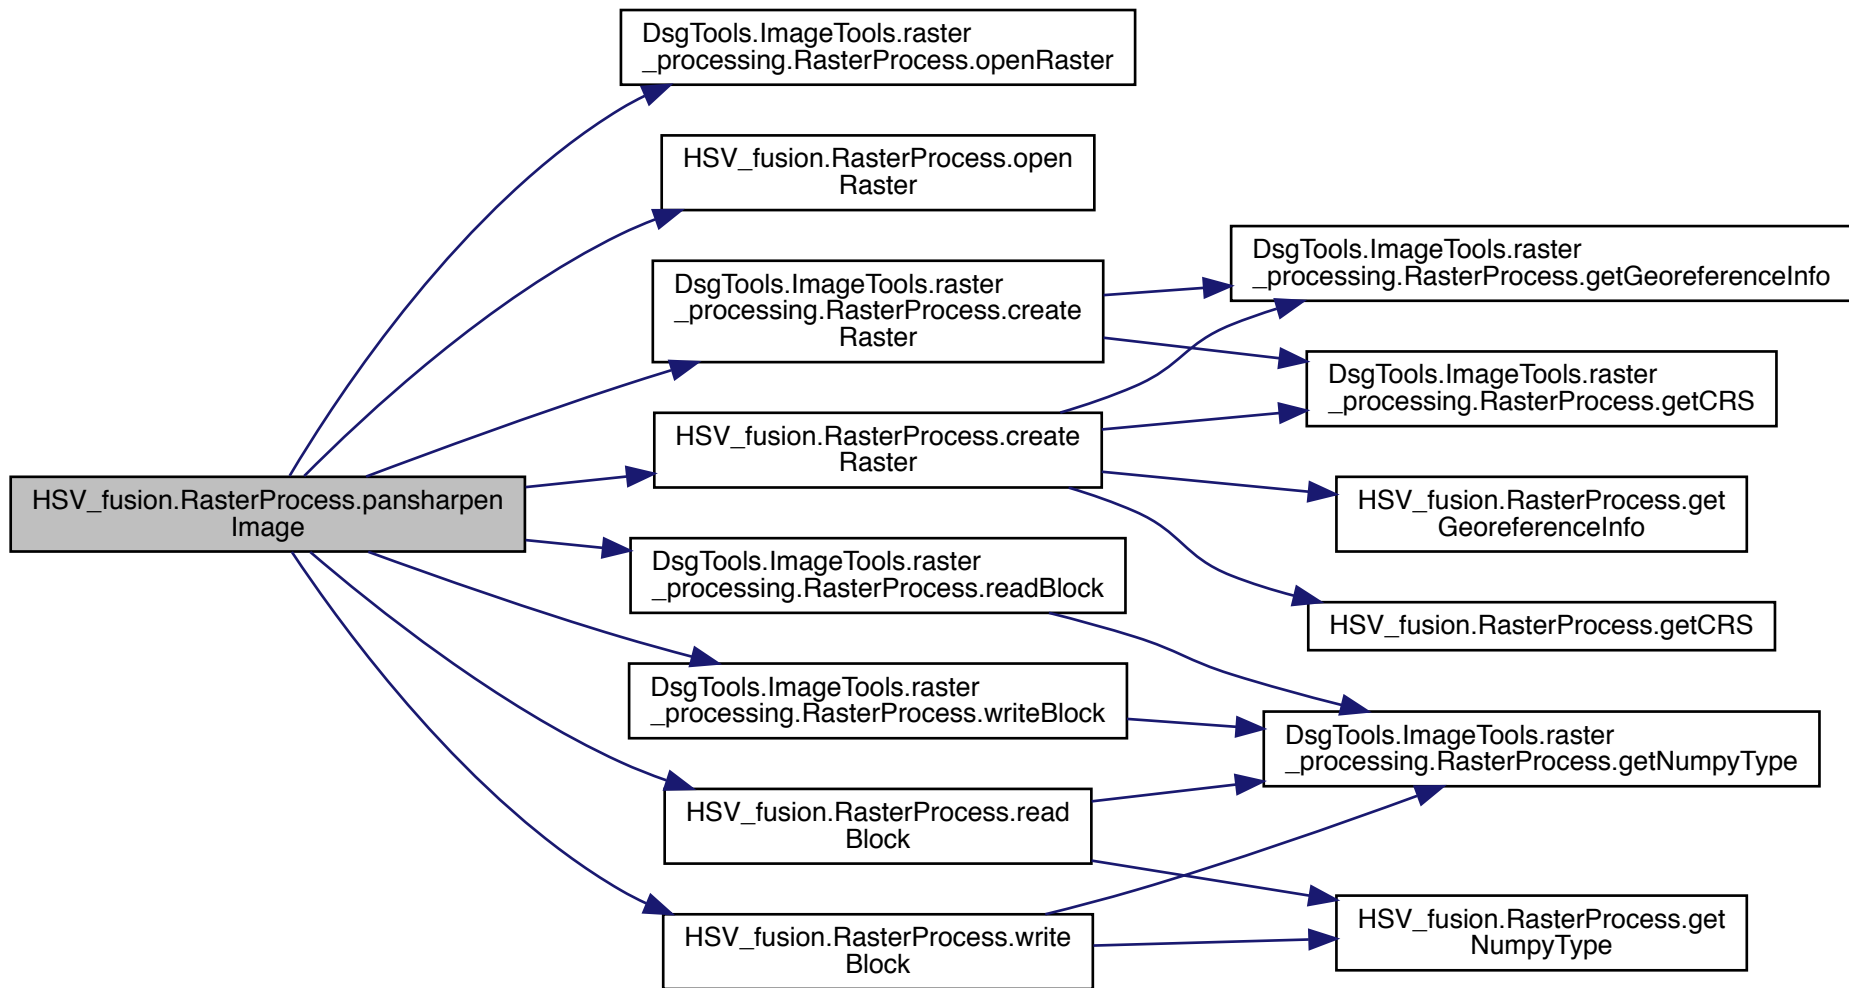 HSV_fusion.RasterProcess.pansharpen
Image
DsgTools.ImageTools.raster
_processing.RasterProcess.openRaster
HSV_fusion.RasterProcess.open
Raster
DsgTools.ImageTools.raster
_processing.RasterProcess.create
Raster
HSV_fusion.RasterProcess.create
Raster
DsgTools.ImageTools.raster
_processing.RasterProcess.readBlock
DsgTools.ImageTools.raster
_processing.RasterProcess.writeBlock
HSV_fusion.RasterProcess.read
Block
HSV_fusion.RasterProcess.write
Block
DsgTools.ImageTools.raster
_processing.RasterProcess.getGeoreferenceInfo
DsgTools.ImageTools.raster
_processing.RasterProcess.getCRS
HSV_fusion.RasterProcess.get
GeoreferenceInfo
HSV_fusion.RasterProcess.getCRS
DsgTools.ImageTools.raster
_processing.RasterProcess.getNumpyType
HSV_fusion.RasterProcess.get
NumpyType